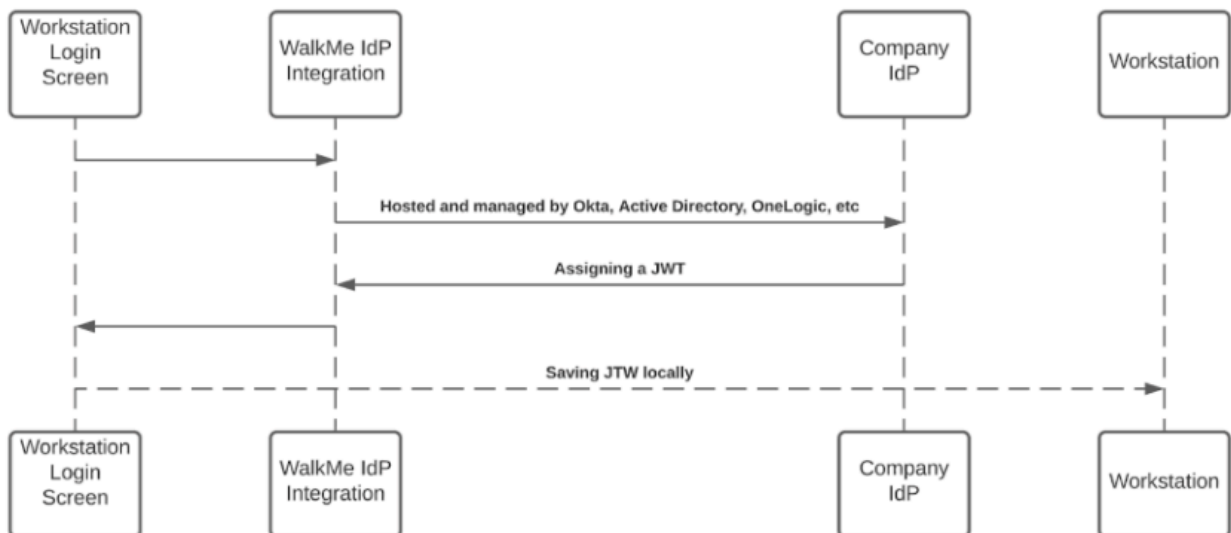 Workstation
Login
Screen
WalkMe IdP
Integration
Company
IdP
Workstation
Hosted and managed by Okta, Active Directory, OneLogic, etc
Assigning a JWT
Saving JTW locally
Workstation
Login
Screen
WalkMe IdP
Integration
Company
IdP
Workstation